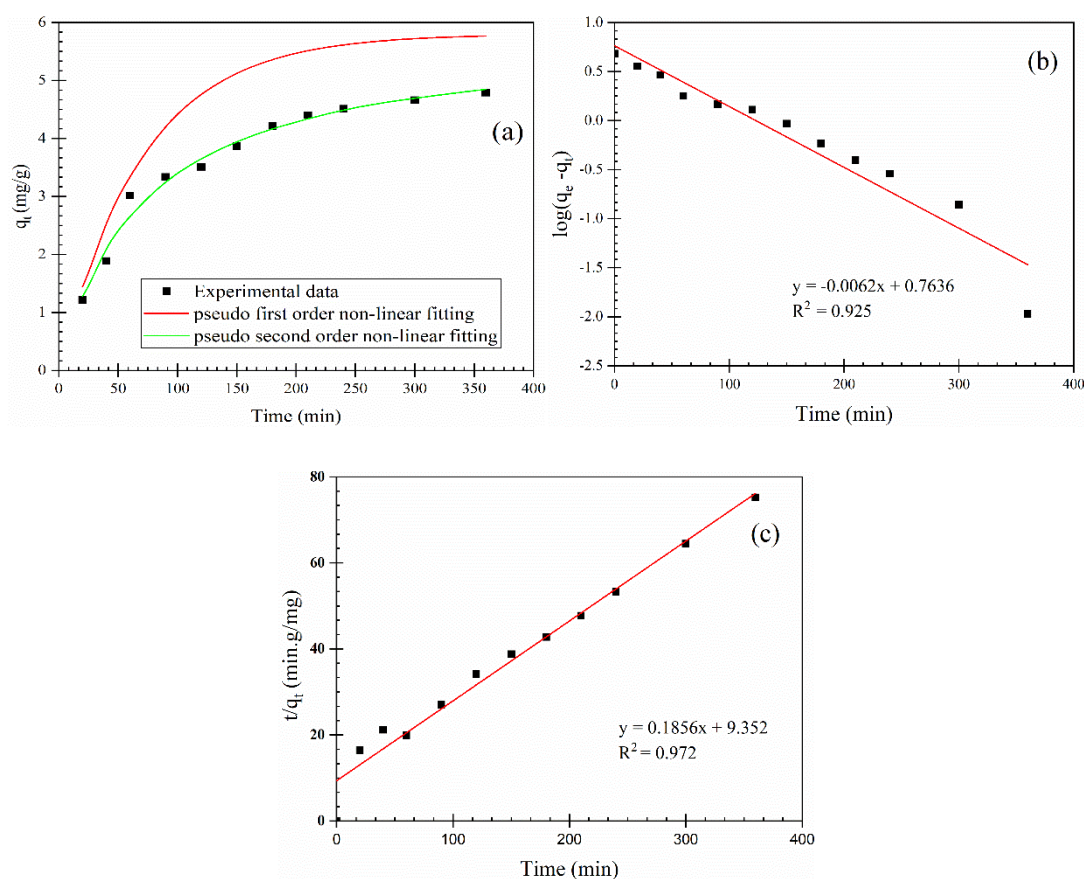 6
5
4
3
2
1
0
q_t (mg/g)
(a)
Experimental data
pseudo first order non-linear fitting
pseudo second order non-linear fitting
0 50 100 150 200 250 300 350 400
Time (min)
1.0
0.5
0.0
-0.5
-1.0
-1.5
-2.0
-2.5
log(q_e -q_t)
(b)
y = -0.0062x + 0.7636
R² = 0.925
0 100 200 300 400
Time (min)
80
60
40
20
0
t/q_t (min.g/mg)
(c)
y = 0.1856x + 9.352
R² = 0.972
0 100 200 300 400
Time (min)